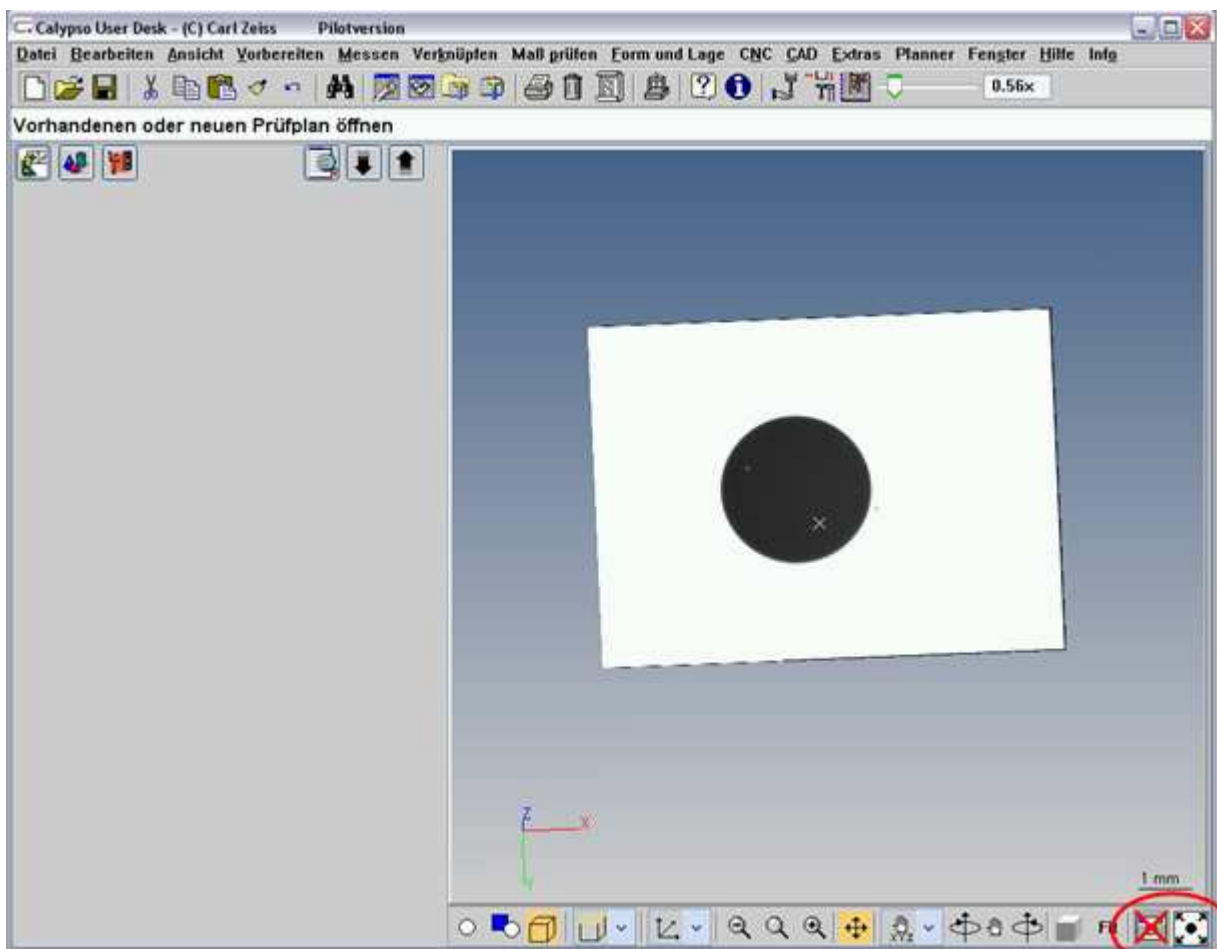 Calypso User Desk - (C) Carl Zeiss Pilotversion
Datei Bearbeiten Ansicht Vorbereiten Messen Verknüpfen Maß prüfen Form und Lage CNC CAD Extras Planner Fenster Hilfe Info
0.56x
Vorhandenen oder neuen Prüfplan öffnen
Z
X
Y
1 mm
XYZ